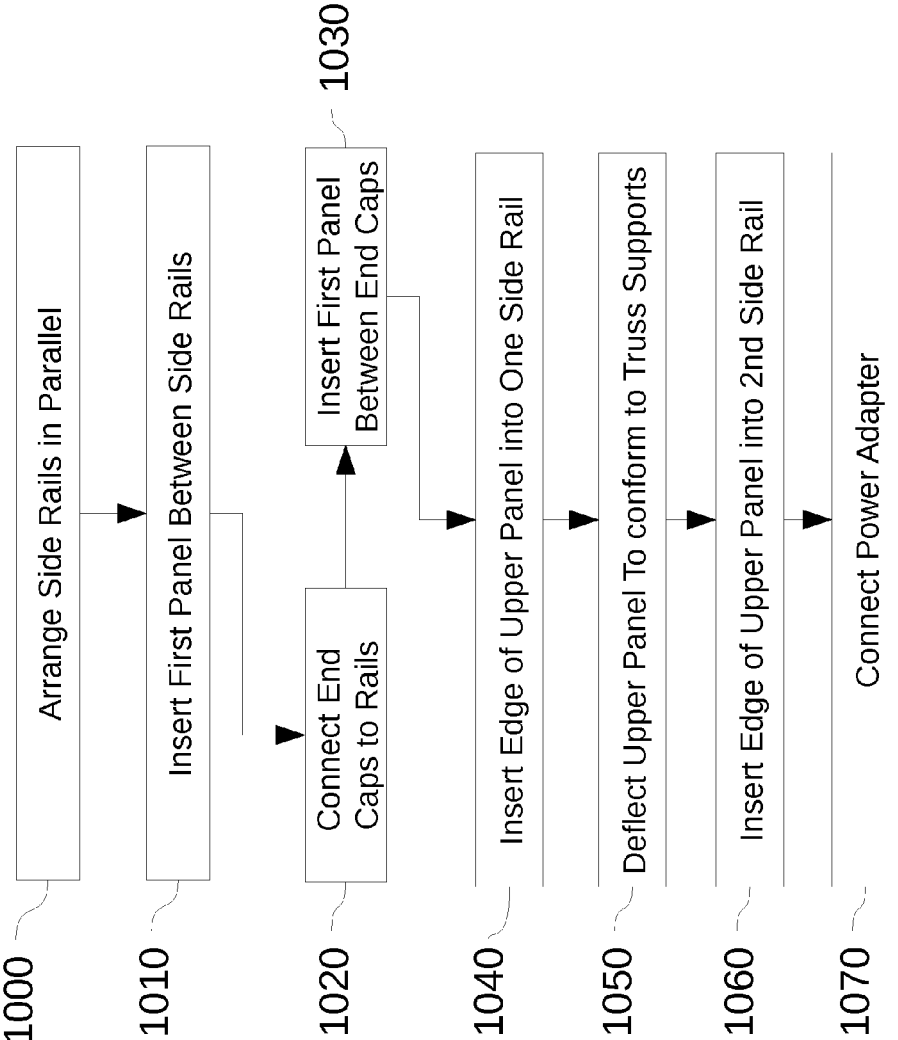 1000
Arrange Side Rails in Parallel
1010
Insert First Panel Between Side Rails
1020
Connect End
Caps to Rails
1030
Insert First Panel
Between End Caps
1040
Insert Edge of Upper Panel into One Side Rail
1050
Deflect Upper Panel To conform to Truss Supports
1060
Insert Edge of Upper Panel into 2nd Side Rail
1070
Connect Power Adapter